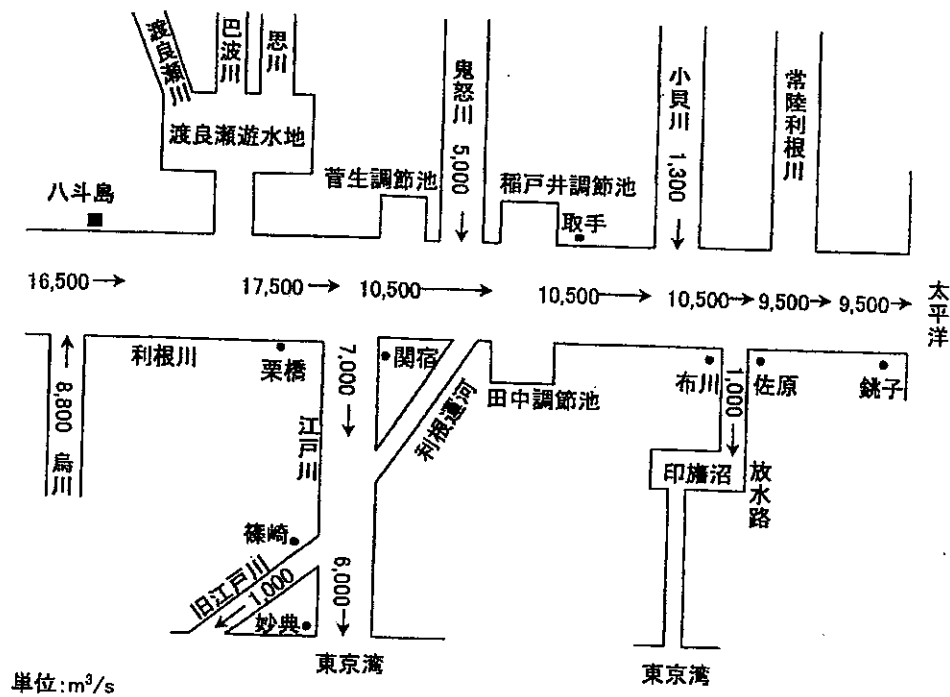 渡良瀬川
巴波川
思川
鬼怒川 5,000
小貝川 1,300
常陸利根川
渡良瀬遊水地
菅生調節池
稲戸井調節池
八斗島
取手
16,500
17,500
10,500
10,500
10,500
9,500
9,500
太平洋
利根川
栗橋
7,000
関宿
布川
1,000
佐原
銚子
8,800 烏川
江戸川
利根運河
田中調節池
印旛沼
放水路
篠崎
旧江戸川
1,000
6,000
妙典
東京湾
東京湾
単位:m³/s